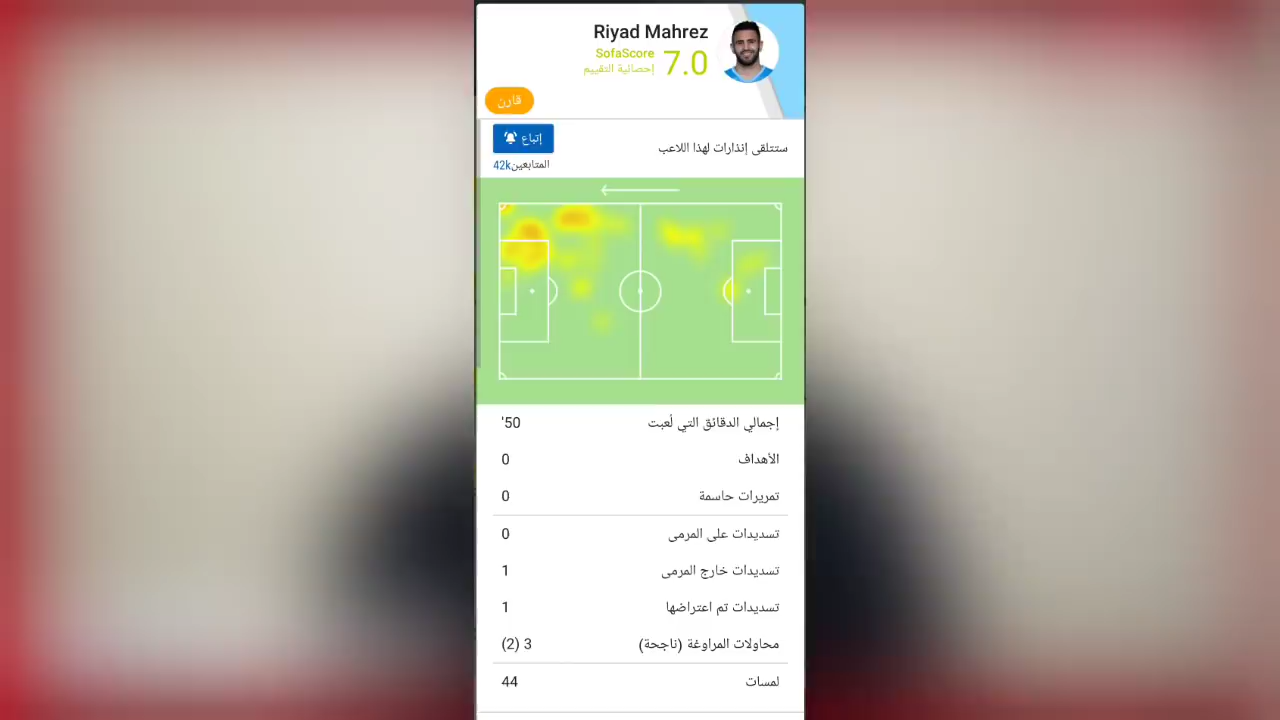 Riyad Mahrez
SofaScore
إحصائية التقييم
7.0
قارن
إتباع
ستتلقى إنذارات لهذا اللاعب
المتابعين42k
إجمالي الدقائق التي لُعبت 50'
الأهداف 0
تمريرات حاسمة 0
تسديدات على المرمى 0
تسديدات خارج المرمى 1
تسديدات تم اعتراضها 1
محاولات المراوغة (ناجحة) 3 (2)
لمسات 44